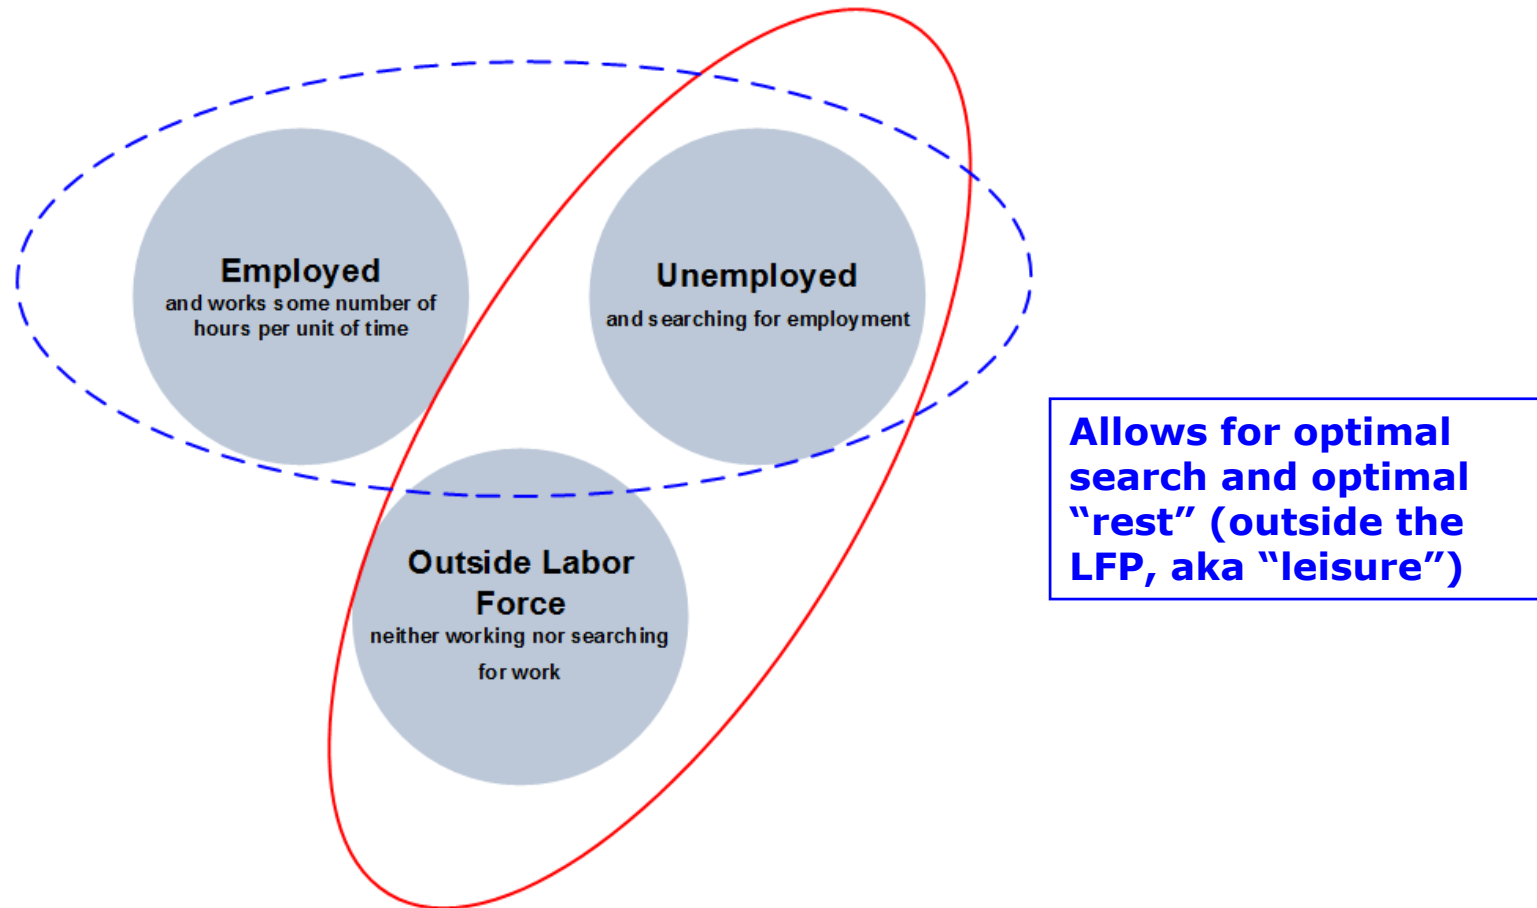 Employed
and works some number of
hours per unit of time
Unemployed
and searching for employment
Outside Labor
Force
neither working nor searching
for work
Allows for optimal
search and optimal
“rest” (outside the
LFP, aka “leisure”)